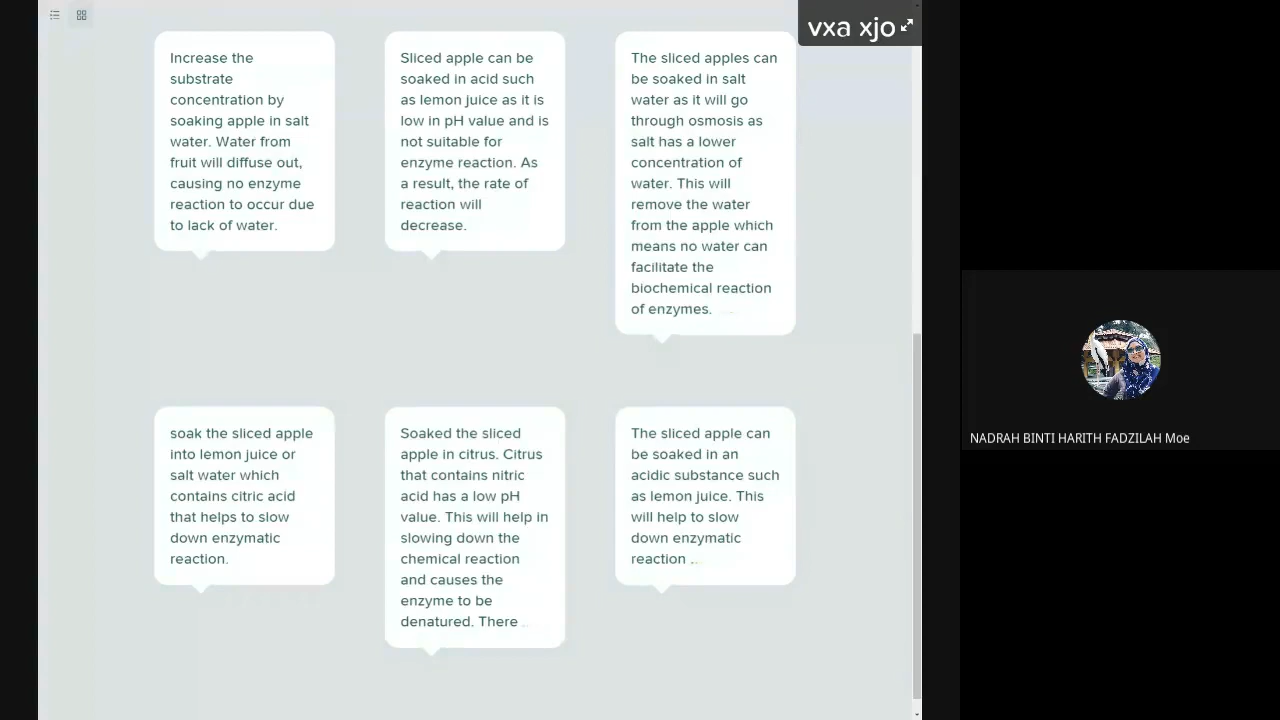 vxa xjo
Increase the
substrate
concentration by
soaking apple in salt
water. Water from
fruit will diffuse out,
causing no enzyme
reaction to occur due
to lack of water.
Sliced apple can be
soaked in acid such
as lemon juice as it is
low in pH value and is
not suitable for
enzyme reaction. As
a result, the rate of
reaction will
decrease.
The sliced apples can
be soaked in salt
water as it will go
through osmosis as
salt has a lower
concentration of
water. This will
remove the water
from the apple which
means no water can
facilitate the
biochemical reaction
of enzymes.
soak the sliced apple
into lemon juice or
salt water which
contains citric acid
that helps to slow
down enzymatic
reaction.
Soaked the sliced
apple in citrus. Citrus
that contains nitric
acid has a low pH
value. This will help in
slowing down the
chemical reaction
and causes the
enzyme to be
denatured. There ..
The sliced apple can
be soaked in an
acidic substance such
as lemon juice. This
will help to slow
down enzymatic
reaction ..
NADRAH BINTI HARITH FADZILAH Moe